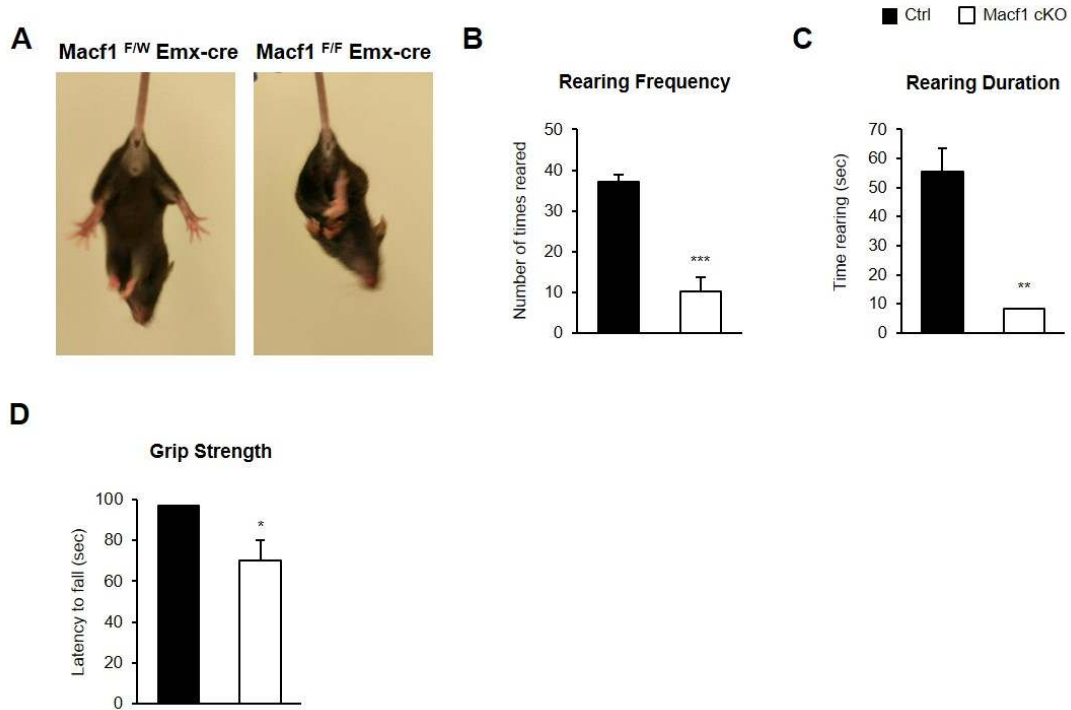 Ctrl Macf1 cKO
A
Macf1 F/W Emx-cre Macf1 F/F Emx-cre
B
Rearing Frequency
Number of times reared
50
40
30
20
10
0
***
C
Rearing Duration
Time rearing (sec)
70
60
50
40
30
20
10
0
**
D
Grip Strength
Latency to fall (sec)
100
80
60
40
20
0
*